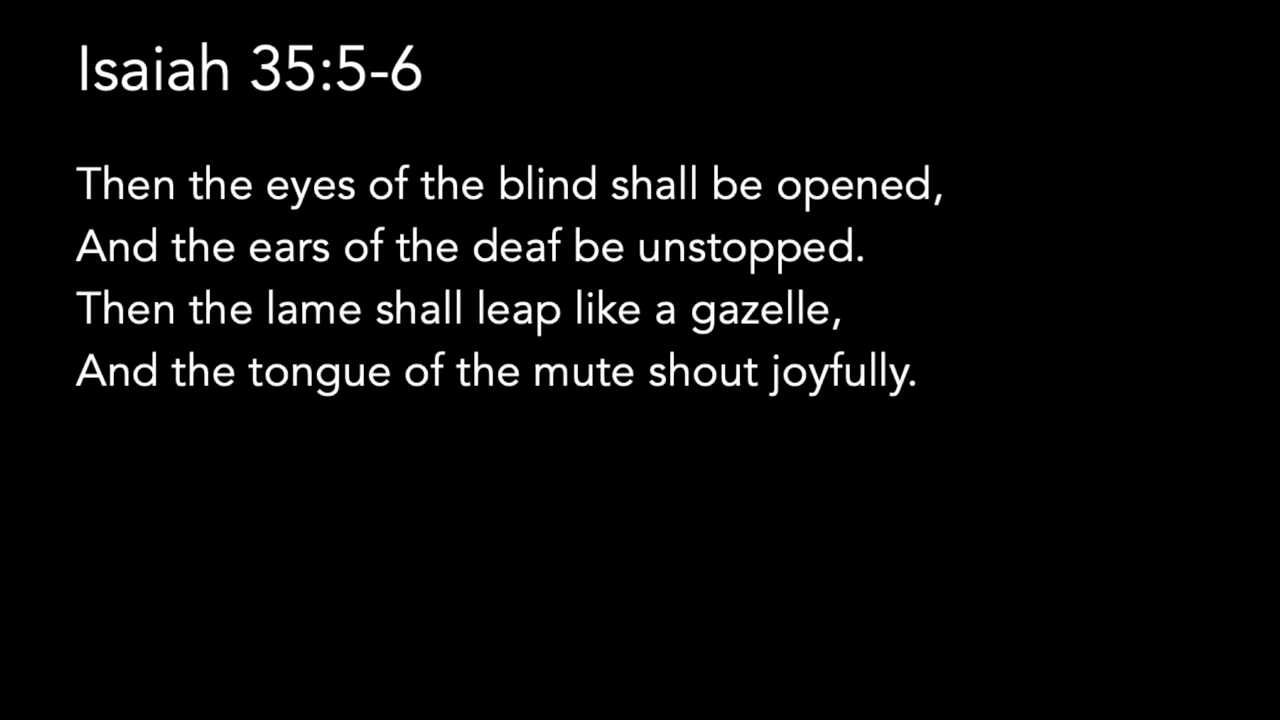 Isaiah 35:5-6
Then the eyes of the blind shall be opened,
And the ears of the deaf be unstopped.
Then the lame shall leap like a gazelle,
And the tongue of the mute shout joyfully.